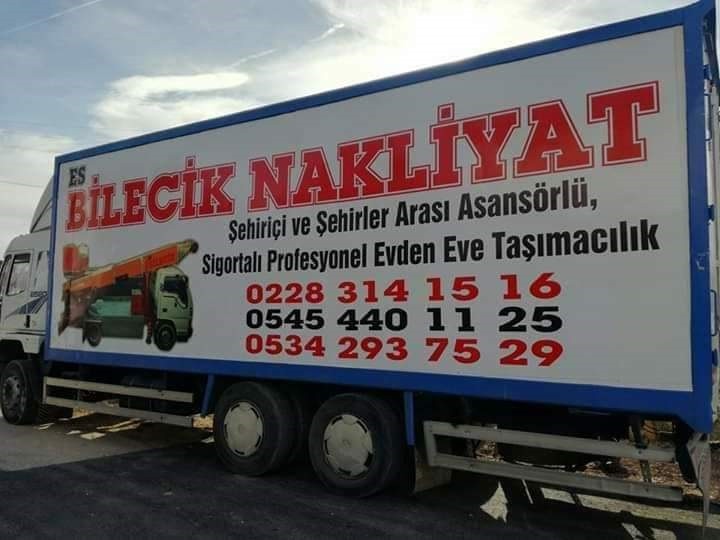 ES
BİLECİK NAKLİYAT
Şehiriçi ve Şehirler Arası Asansörlü,
Sigortalı Profesyonel Evden Eve Taşımacılık
0228 314 15 16
0545 440 11 25
0534 293 75 29